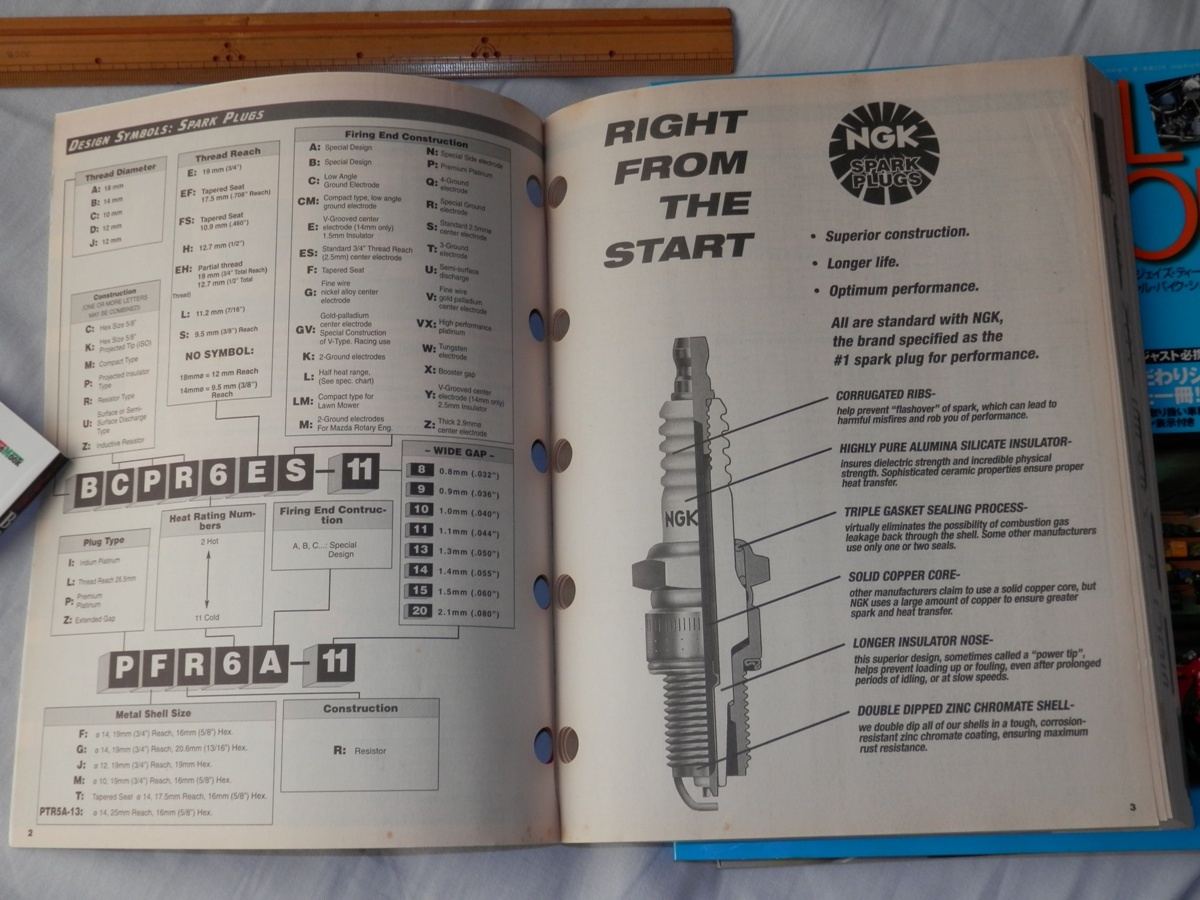 DESIGN SYMBOLS: SPARK PLUGS
Thread Diameter
A: 18 mm
B: 14 mm
C: 10 mm
D: 12 mm
J: 12 mm
Construction
(ONE OR MORE LETTERS
MAY BE COMBINED)
C: Hex Size 5/8"
K: Hex Size 5/8"
Projected Tip (ISO)
M: Compact Type
P: Projected Insulator
Type
R: Resistor Type
U: Surface or Semi-
Surface Discharge
Type
Z: Inductive Resistor
Thread Reach
E: 19 mm (3/4")
EF: Tapered Seat
17.5 mm (.708" Reach)
FS: Tapered Seat
10.9 mm (.460")
H: 12.7 mm (1/2")
EH: Partial thread
19 mm (3/4" Total Reach)
12.7 mm (1/2" Total
Thread)
L: 11.2 mm (7/16")
S: 9.5 mm (3/8") Reach
NO SYMBOL:
18mmø = 12 mm Reach
14mmø = 9.5 mm (3/8")
Reach
Firing End Construction
A: Special Design
B: Special Design
C: Low Angle
Ground Electrode
CM: Compact type, low angle
ground electrode
E: V-Grooved center
electrode (14mm only)
1.5mm Insulator
ES: Standard 3/4" Thread Reach
(2.5mm) center electrode
F: Tapered Seat
G: Fine wire
nickel alloy center
electrode
GV: Gold-palladium
center electrode
Special Construction
of V-Type. Racing use
K: 2-Ground electrodes
L: Half heat range,
(See spec. chart)
LM: Compact type for
Lawn Mower
M: 2-Ground electrodes
For Mazda Rotary Eng
N: Special Side electrode
P: Premium Platinum
Q: 4-Ground
electrode
R: Special Ground
electrode
S: Standard 2.5mm
center electrode
T: 3-Ground
electrode
U: Semi-surface
discharge
V: Fine wire
gold palladium
center electrode
VX: High performance
platinum
W: Tungsten
electrode
X: Booster gap
Y: V-Grooved center
electrode (14mm only)
2.5mm Insulator
Z: Thick 2.9mm
center electrode
BCPR6ES-11
– WIDE GAP –
8 0.8mm (.032")
9 0.9mm (.036")
10 1.0mm (.040")
11 1.1mm (.044")
13 1.3mm (.050")
14 1.4mm (.055")
15 1.5mm (.060")
20 2.1mm (.080")
Plug Type
I: Iridium Platinum
L: Thread Reach 26.5mm
P: Premium
Platinum
Z: Extended Gap
Heat Rating Num-
bers
2 Hot
11 Cold
Firing End Contruc-
tion
A, B, C...: Special
Design
PFR6A-11
Metal Shell Size
F: ø 14, 19mm (3/4") Reach, 16mm (5/8") Hex.
G: ø 14, 19mm (3/4") Reach, 20.6mm (13/16") Hex.
J: ø 12, 19mm (3/4") Reach, 19mm Hex.
M: ø 10, 19mm (3/4") Reach, 16mm (5/8") Hex.
T: Tapered Seat ø 14, 17.5mm Reach, 16mm (5/8") Hex.
PTR5A-13: ø 14, 25mm Reach, 16mm (5/8") Hex.
Construction
R: Resistor
2
RIGHT
FROM
THE
START
NGK
SPARK
PLUGS
• Superior construction.
• Longer life.
• Optimum performance.
All are standard with NGK,
the brand specified as the
#1 spark plug for performance.
CORRUGATED RIBS-
help prevent "flashover" of spark, which can lead to
harmful misfires and rob you of performance.
HIGHLY PURE ALUMINA SILICATE INSULATOR-
insures dielectric strength and incredible physical
strength. Sophisticated ceramic properties ensure proper
heat transfer.
TRIPLE GASKET SEALING PROCESS-
virtually eliminates the possibility of combustion gas
leakage back through the shell. Some other manufacturers
use only one or two seals.
SOLID COPPER CORE-
other manufacturers claim to use a solid copper core, but
NGK uses a large amount of copper to ensure greater
spark and heat transfer.
LONGER INSULATOR NOSE-
this superior design, sometimes called a "power tip",
helps prevent loading up or fouling, even after prolonged
periods of idling, or at slow speeds.
DOUBLE DIPPED ZINC CHROMATE SHELL-
we double dip all of our shells in a tough, corrosion-
resistant zinc chromate coating, ensuring maximum
rust resistance.
NGK
3